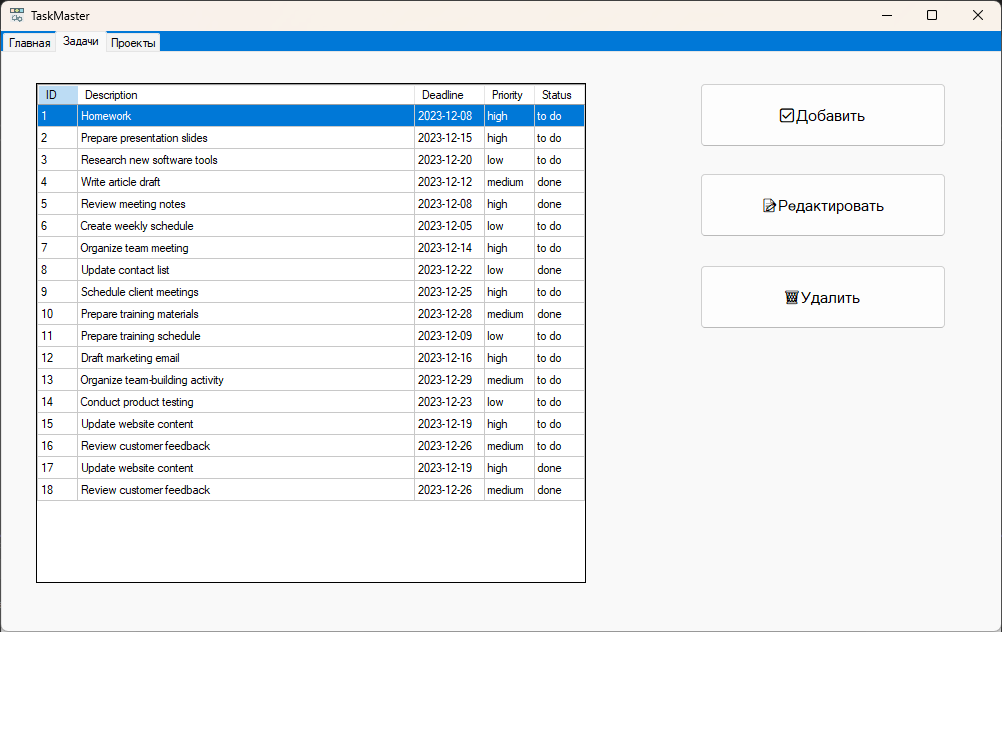 TaskMaster
Главная Задачи Проекты
ID Description Deadline Priority Status
1 Homework 2023-12-08 high to do
2 Prepare presentation slides 2023-12-15 high to do
3 Research new software tools 2023-12-20 low to do
4 Write article draft 2023-12-12 medium done
5 Review meeting notes 2023-12-08 high done
6 Create weekly schedule 2023-12-05 low to do
7 Organize team meeting 2023-12-14 high to do
8 Update contact list 2023-12-22 low done
9 Schedule client meetings 2023-12-25 high to do
10 Prepare training materials 2023-12-28 medium done
11 Prepare training schedule 2023-12-09 low to do
12 Draft marketing email 2023-12-16 high to do
13 Organize team-building activity 2023-12-29 medium to do
14 Conduct product testing 2023-12-23 low to do
15 Update website content 2023-12-19 high to do
16 Review customer feedback 2023-12-26 medium to do
17 Update website content 2023-12-19 high done
18 Review customer feedback 2023-12-26 medium done
Добавить
Редактировать
Удалить